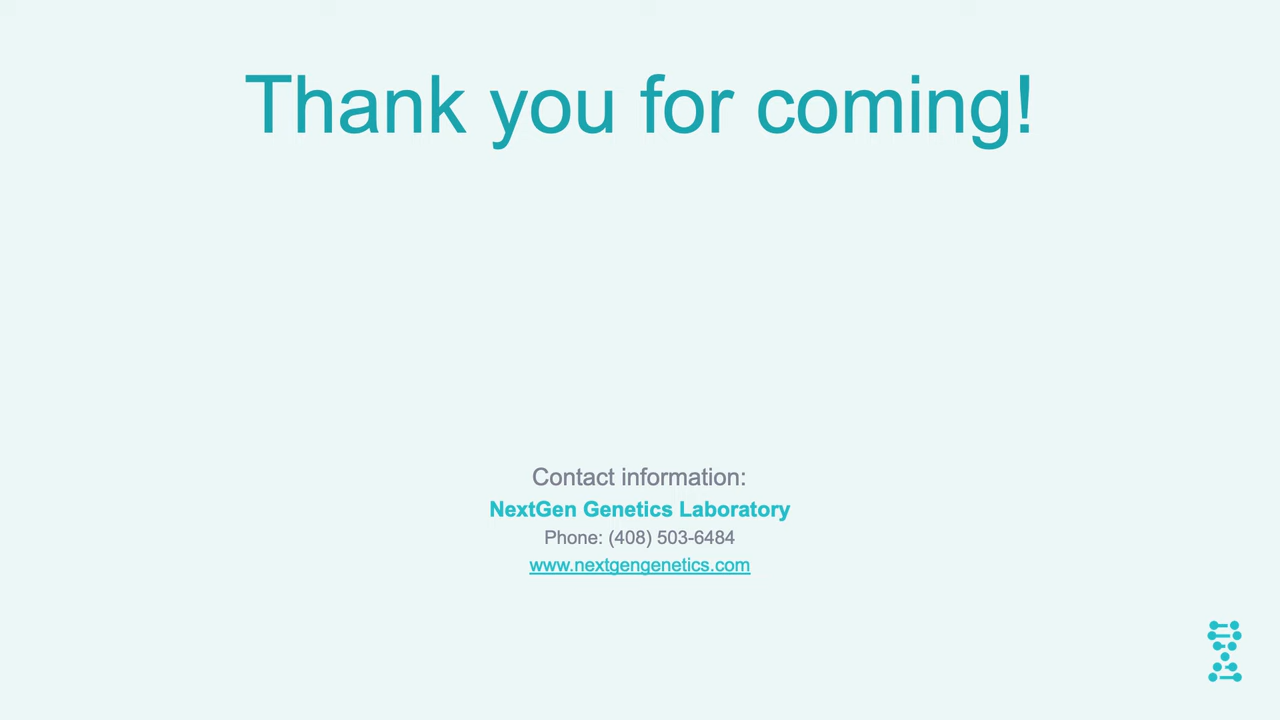 Thank you for coming!
Contact information:
NextGen Genetics Laboratory
Phone: (408) 503-6484
www.nextgengenetics.com